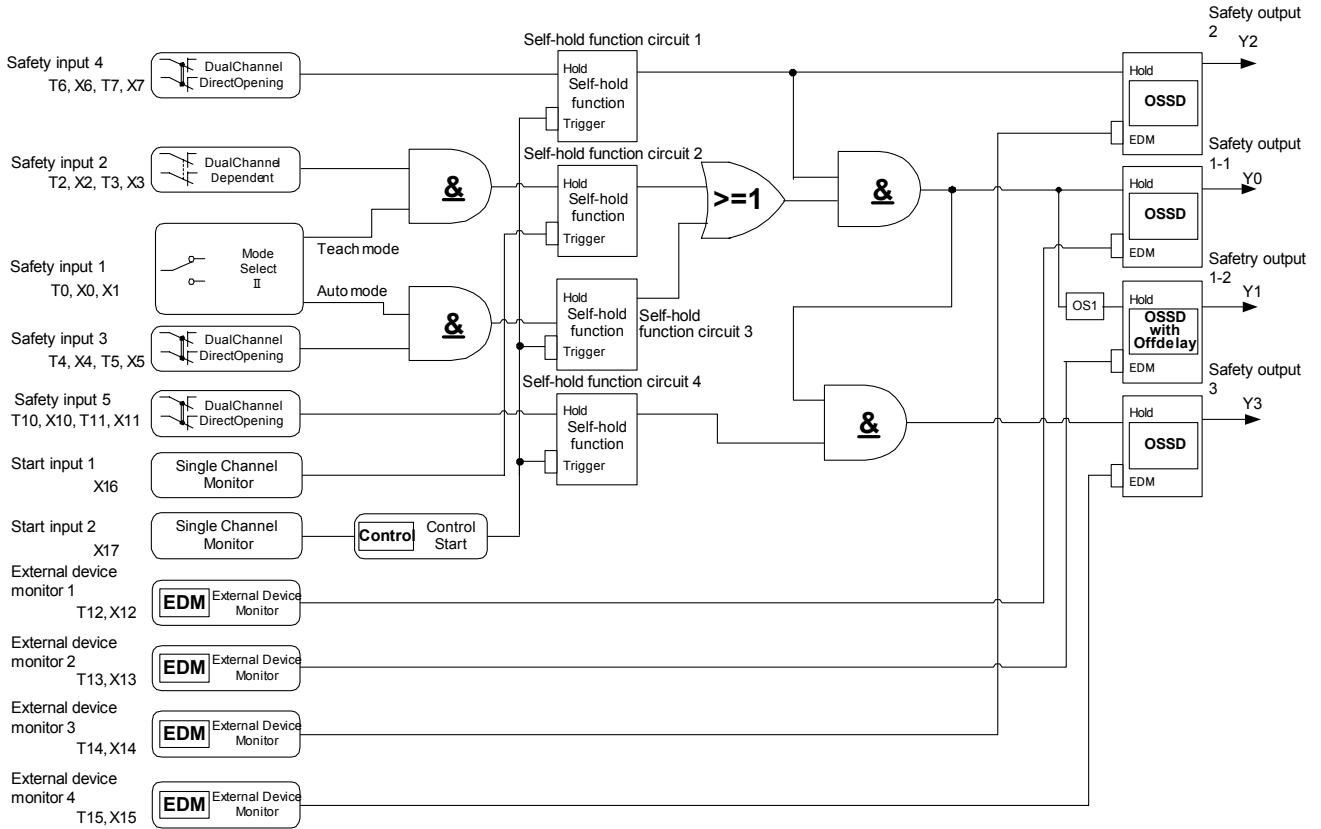 Safety output
2
Y2
Self-hold function circuit 1
Safety input 4
T6, X6, T7, X7
DualChannel
DirectOpening
Hold
Self-hold
function
Trigger
Hold
OSSD
EDM
Safety output
1-1
Y0
Self-hold function circuit 2
Safety input 2
T2, X2, T3, X3
DualChannel
Dependent
&
Hold
Self-hold
function
Trigger
>=1
&
Hold
OSSD
EDM
Teach mode
Safety input 1
T0, X0, X1
Mode
Select
II
Auto mode
Safetry output
1-2
Y1
&
Hold
Self-hold
function
Trigger
Self-hold
function circuit 3
OS1
Hold
OSSD
with
Offdelay
EDM
Safety input 3
T4, X4, T5, X5
DualChannel
DirectOpening
Self-hold function circuit 4
Safety output
3
Y3
Safety input 5
T10, X10, T11, X11
DualChannel
DirectOpening
Hold
Self-hold
function
Trigger
&
Hold
OSSD
EDM
Start input 1
X16
Single Channel
Monitor
Start input 2
X17
Single Channel
Monitor
Control
Control
Start
External device
monitor 1
T12, X12
EDM
External Device
Monitor
External device
monitor 2
T13, X13
EDM
External Device
Monitor
External device
monitor 3
T14, X14
EDM
External Device
Monitor
External device
monitor 4
T15, X15
EDM
External Device
Monitor